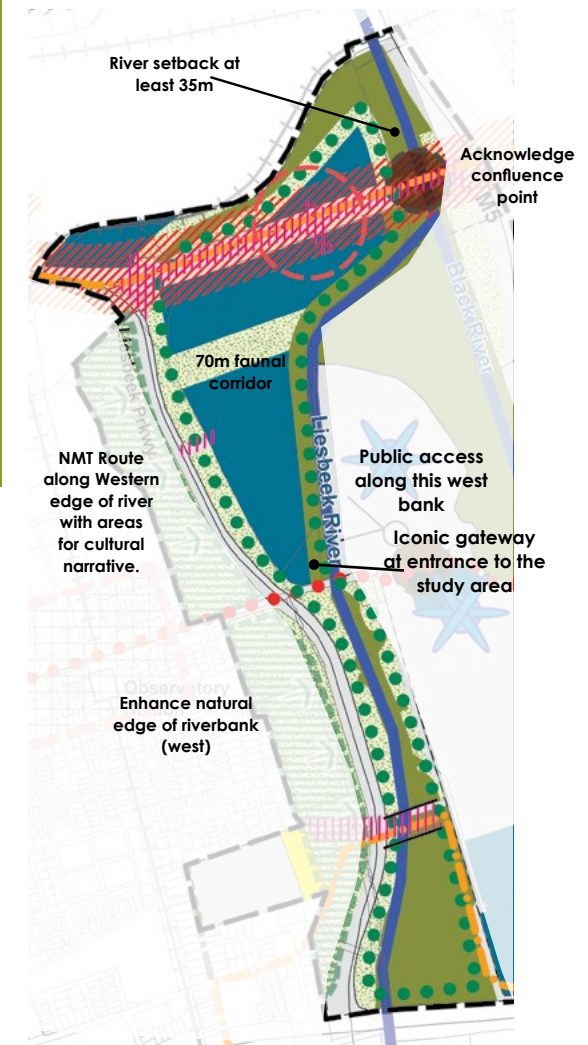 River setback at
least 35m
Acknowledge
confluence
point
M5
Black River
70m faunal
corridor
Liesbeek Prkwy
Liesbeek River
NMT Route
along Western
edge of river
with areas
for cultural
narrative.
Public access
along this west
bank
Iconic gateway
at entrance to the
study area
Observatory
Enhance natural
edge of riverbank
(west)